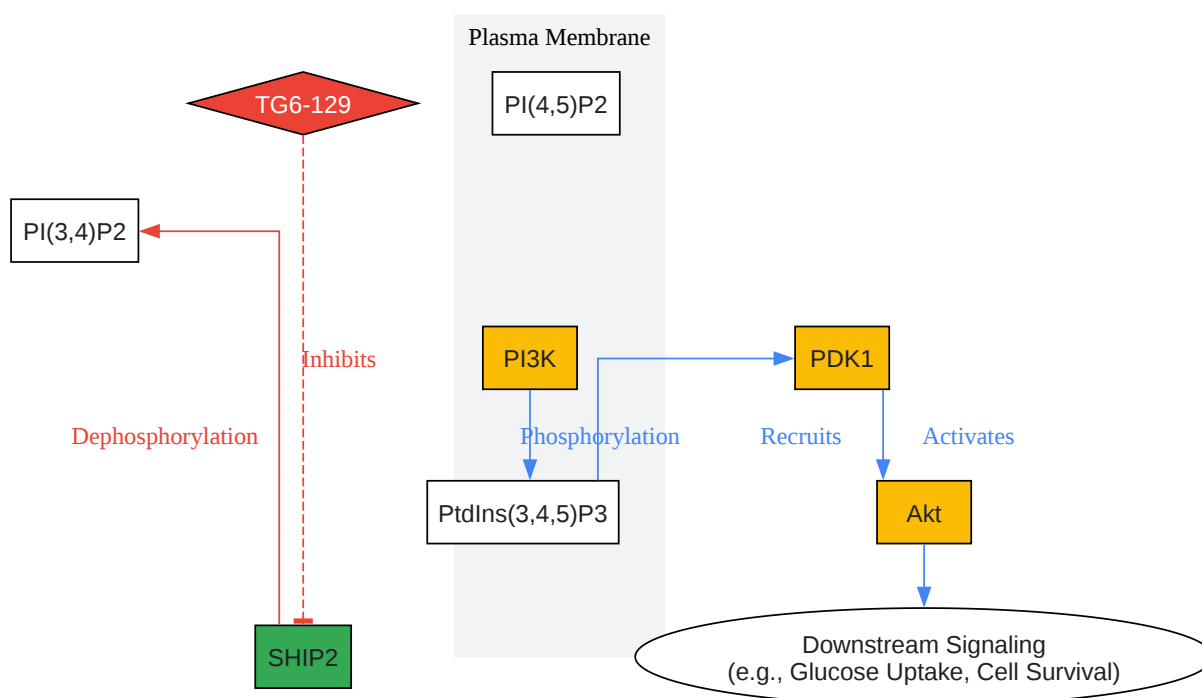 Plasma Membrane
TG6-129
PI(4,5)P2
PI(3,4)P2
Inhibits
PI3K
PDK1
Dephosphorylation
Phosphorylation
Recruits
Activates
PtdIns(3,4,5)P3
Akt
SHIP2
Downstream Signaling
(e.g., Glucose Uptake, Cell Survival)